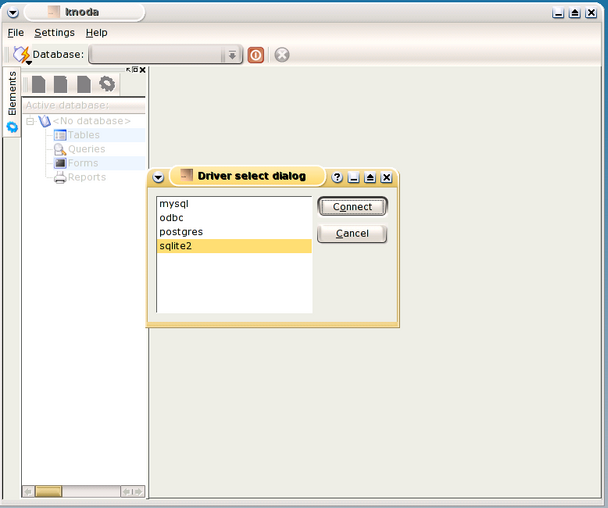 knoda
File Settings Help
Database:
Elements
Active database:
<No database>
Tables
Queries
Forms
Reports
Driver select dialog
mysql
odbc
postgres
sqlite2
Connect
Cancel